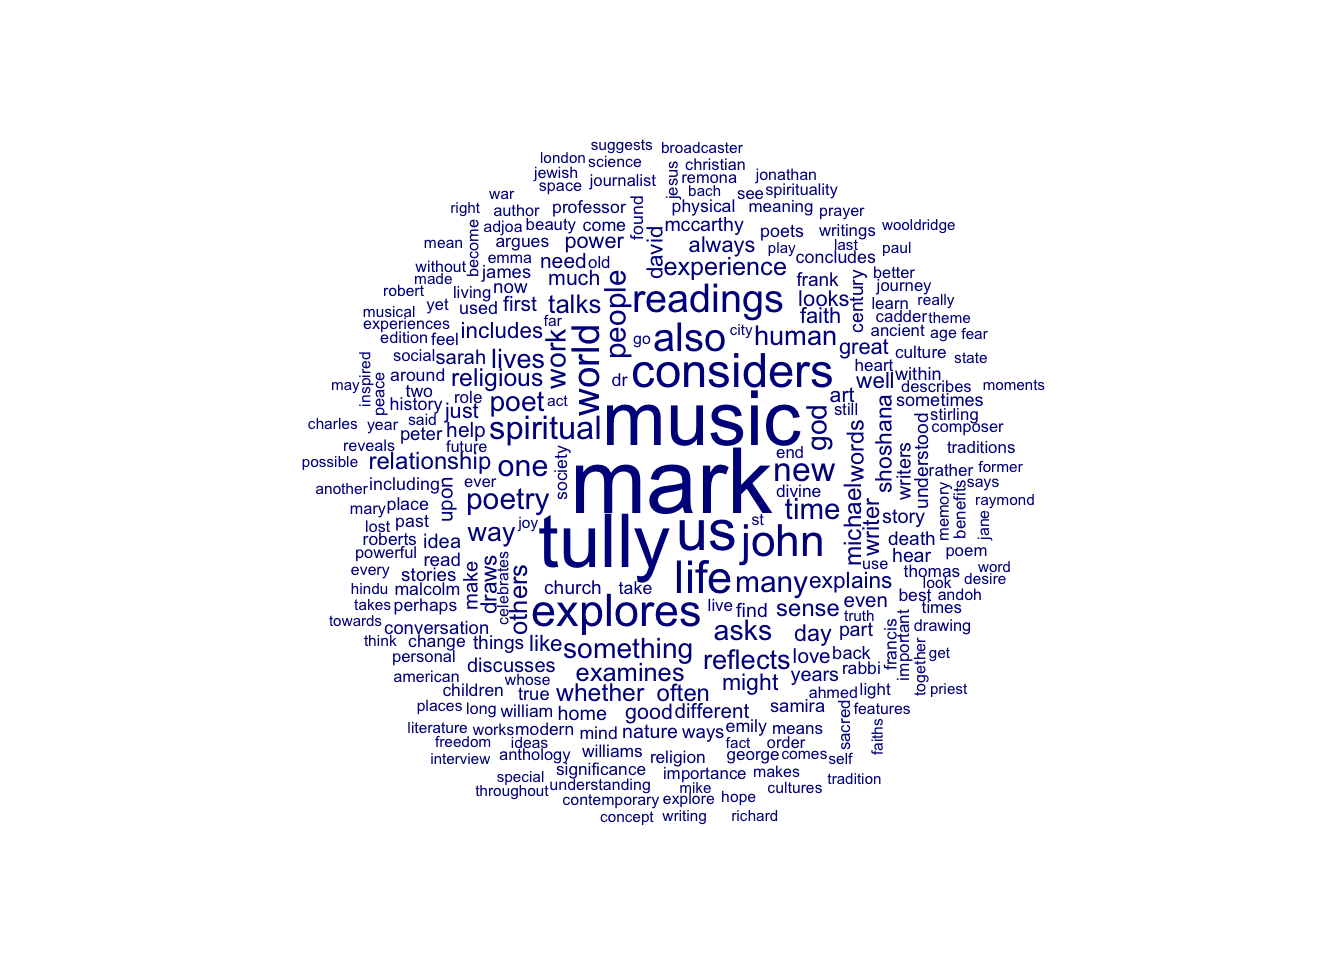 suggests broadcaster
london science christian
jewish jesus remona jonathan
space journalist bach see spirituality
war
right author professor found physical meaning prayer
adjoa beauty come mccarthy poets writings wooldridge
mean become argues power david always play last paul
emma need old experience concludes
without james much people frank century better
made living now readings looks journey
robert yet used first talks faith learn really
musical far cadder theme
experiences includes world work go also city human ancient age fear
edition feel
social sarah lives great culture state
inspired peace around religious dr considers heart well within
may two role act art describes moments
history just poet music god still words shoshana sometimes
charles year said spiritual stirling
peter help composer
reveals future mark end writers understood traditions
possible relationship one society new michael rather former
another including ever divine says
mary place upon poetry time writer memory benefits raymond
lost past way joy tully us st john story jane
roberts idea death
powerful read draws celebrates hear poem
every stories make church take life many explains use thomas word
hindu malcolm look desire
takes perhaps others explores live find sense even best andoh
towards truth times
conversation asks day part francis important drawing
think change things like something
personal discusses reflects love back together get
american whose examines years rabbi
children true whether often might ahmed light priest
places long william home good different samira sacred features
literature works modern mind nature ways emily means faiths
freedom ideas fact order
interview anthology williams religion george comes self
significance importance makes tradition
special understanding mike cultures
throughout contemporary explore hope
concept writing richard